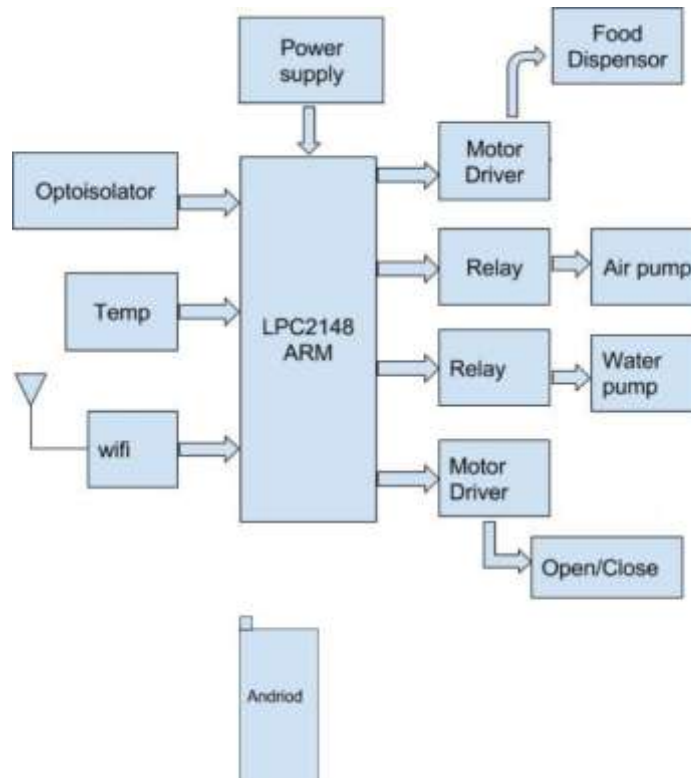 Power
supply
Food
Dispensor
Motor
Driver
Optoisolator
Relay
Air pump
Temp
LPC2148
ARM
Relay
Water
pump
wifi
Motor
Driver
Open/Close
Andriod